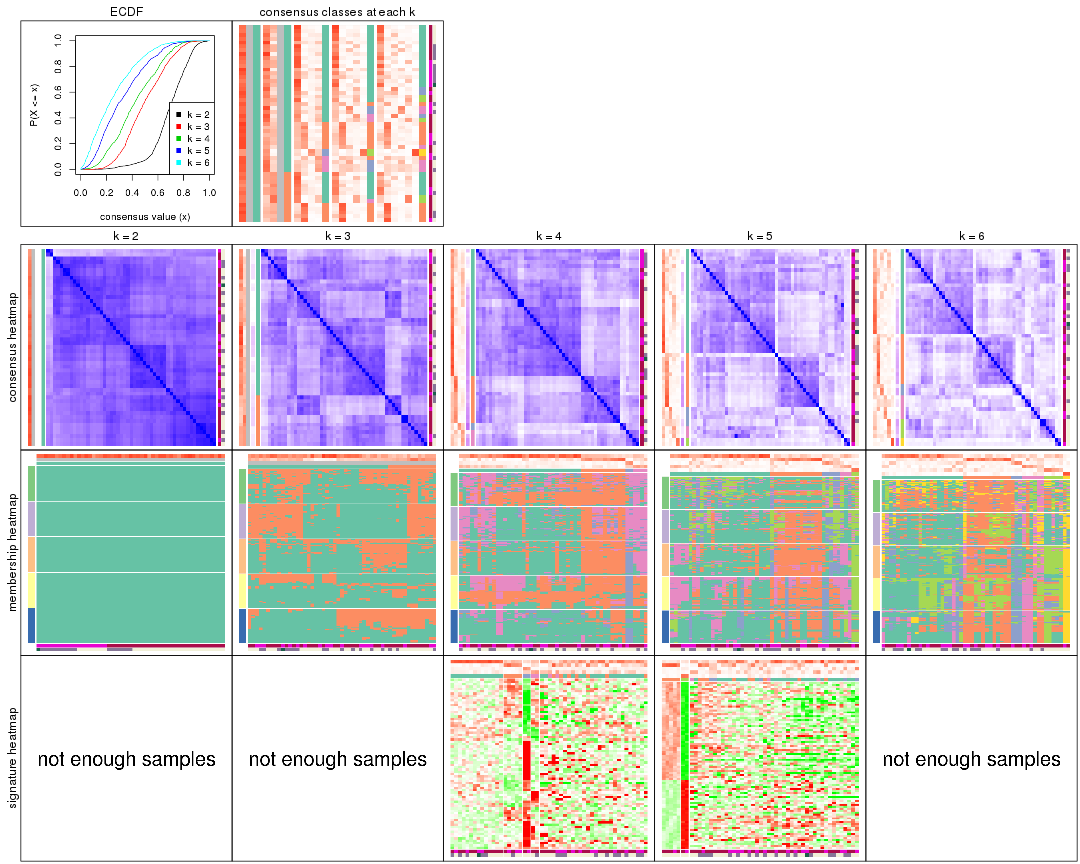 ECDF
consensus classes at each k
P(X <= x)
1.0
0.8
0.6
0.4
0.2
0.0
k = 2
k = 3
k = 4
k = 5
k = 6
0.0 0.2 0.4 0.6 0.8 1.0
consensus value (x)
k = 2
k = 3
k = 4
k = 5
k = 6
consensus heatmap
membership heatmap
signature heatmap
not enough samples
not enough samples
not enough samples